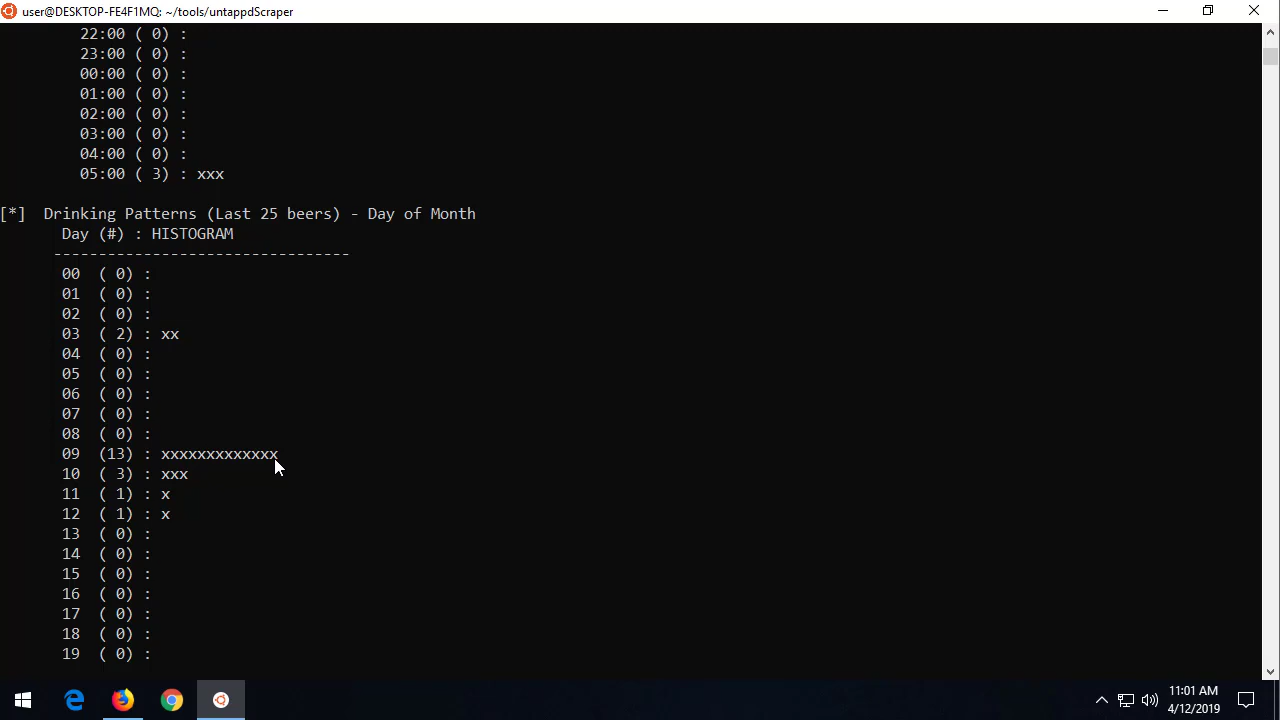 user@DESKTOP-FE4F1MQ: ~/tools/untappdScraper
22:00 ( 0) :
23:00 ( 0) :
00:00 ( 0) :
01:00 ( 0) :
02:00 ( 0) :
03:00 ( 0) :
04:00 ( 0) :
05:00 ( 3) : xxx
[*]  Drinking Patterns (Last 25 beers) - Day of Month
Day (#) : HISTOGRAM
---------------------------------
00  ( 0) :
01  ( 0) :
02  ( 0) :
03  ( 2) : xx
04  ( 0) :
05  ( 0) :
06  ( 0) :
07  ( 0) :
08  ( 0) :
09  (13) : xxxxxxxxxxxxx
10  ( 3) : xxx
11  ( 1) : x
12  ( 1) : x
13  ( 0) :
14  ( 0) :
15  ( 0) :
16  ( 0) :
17  ( 0) :
18  ( 0) :
19  ( 0) :
11:01 AM
4/12/2019